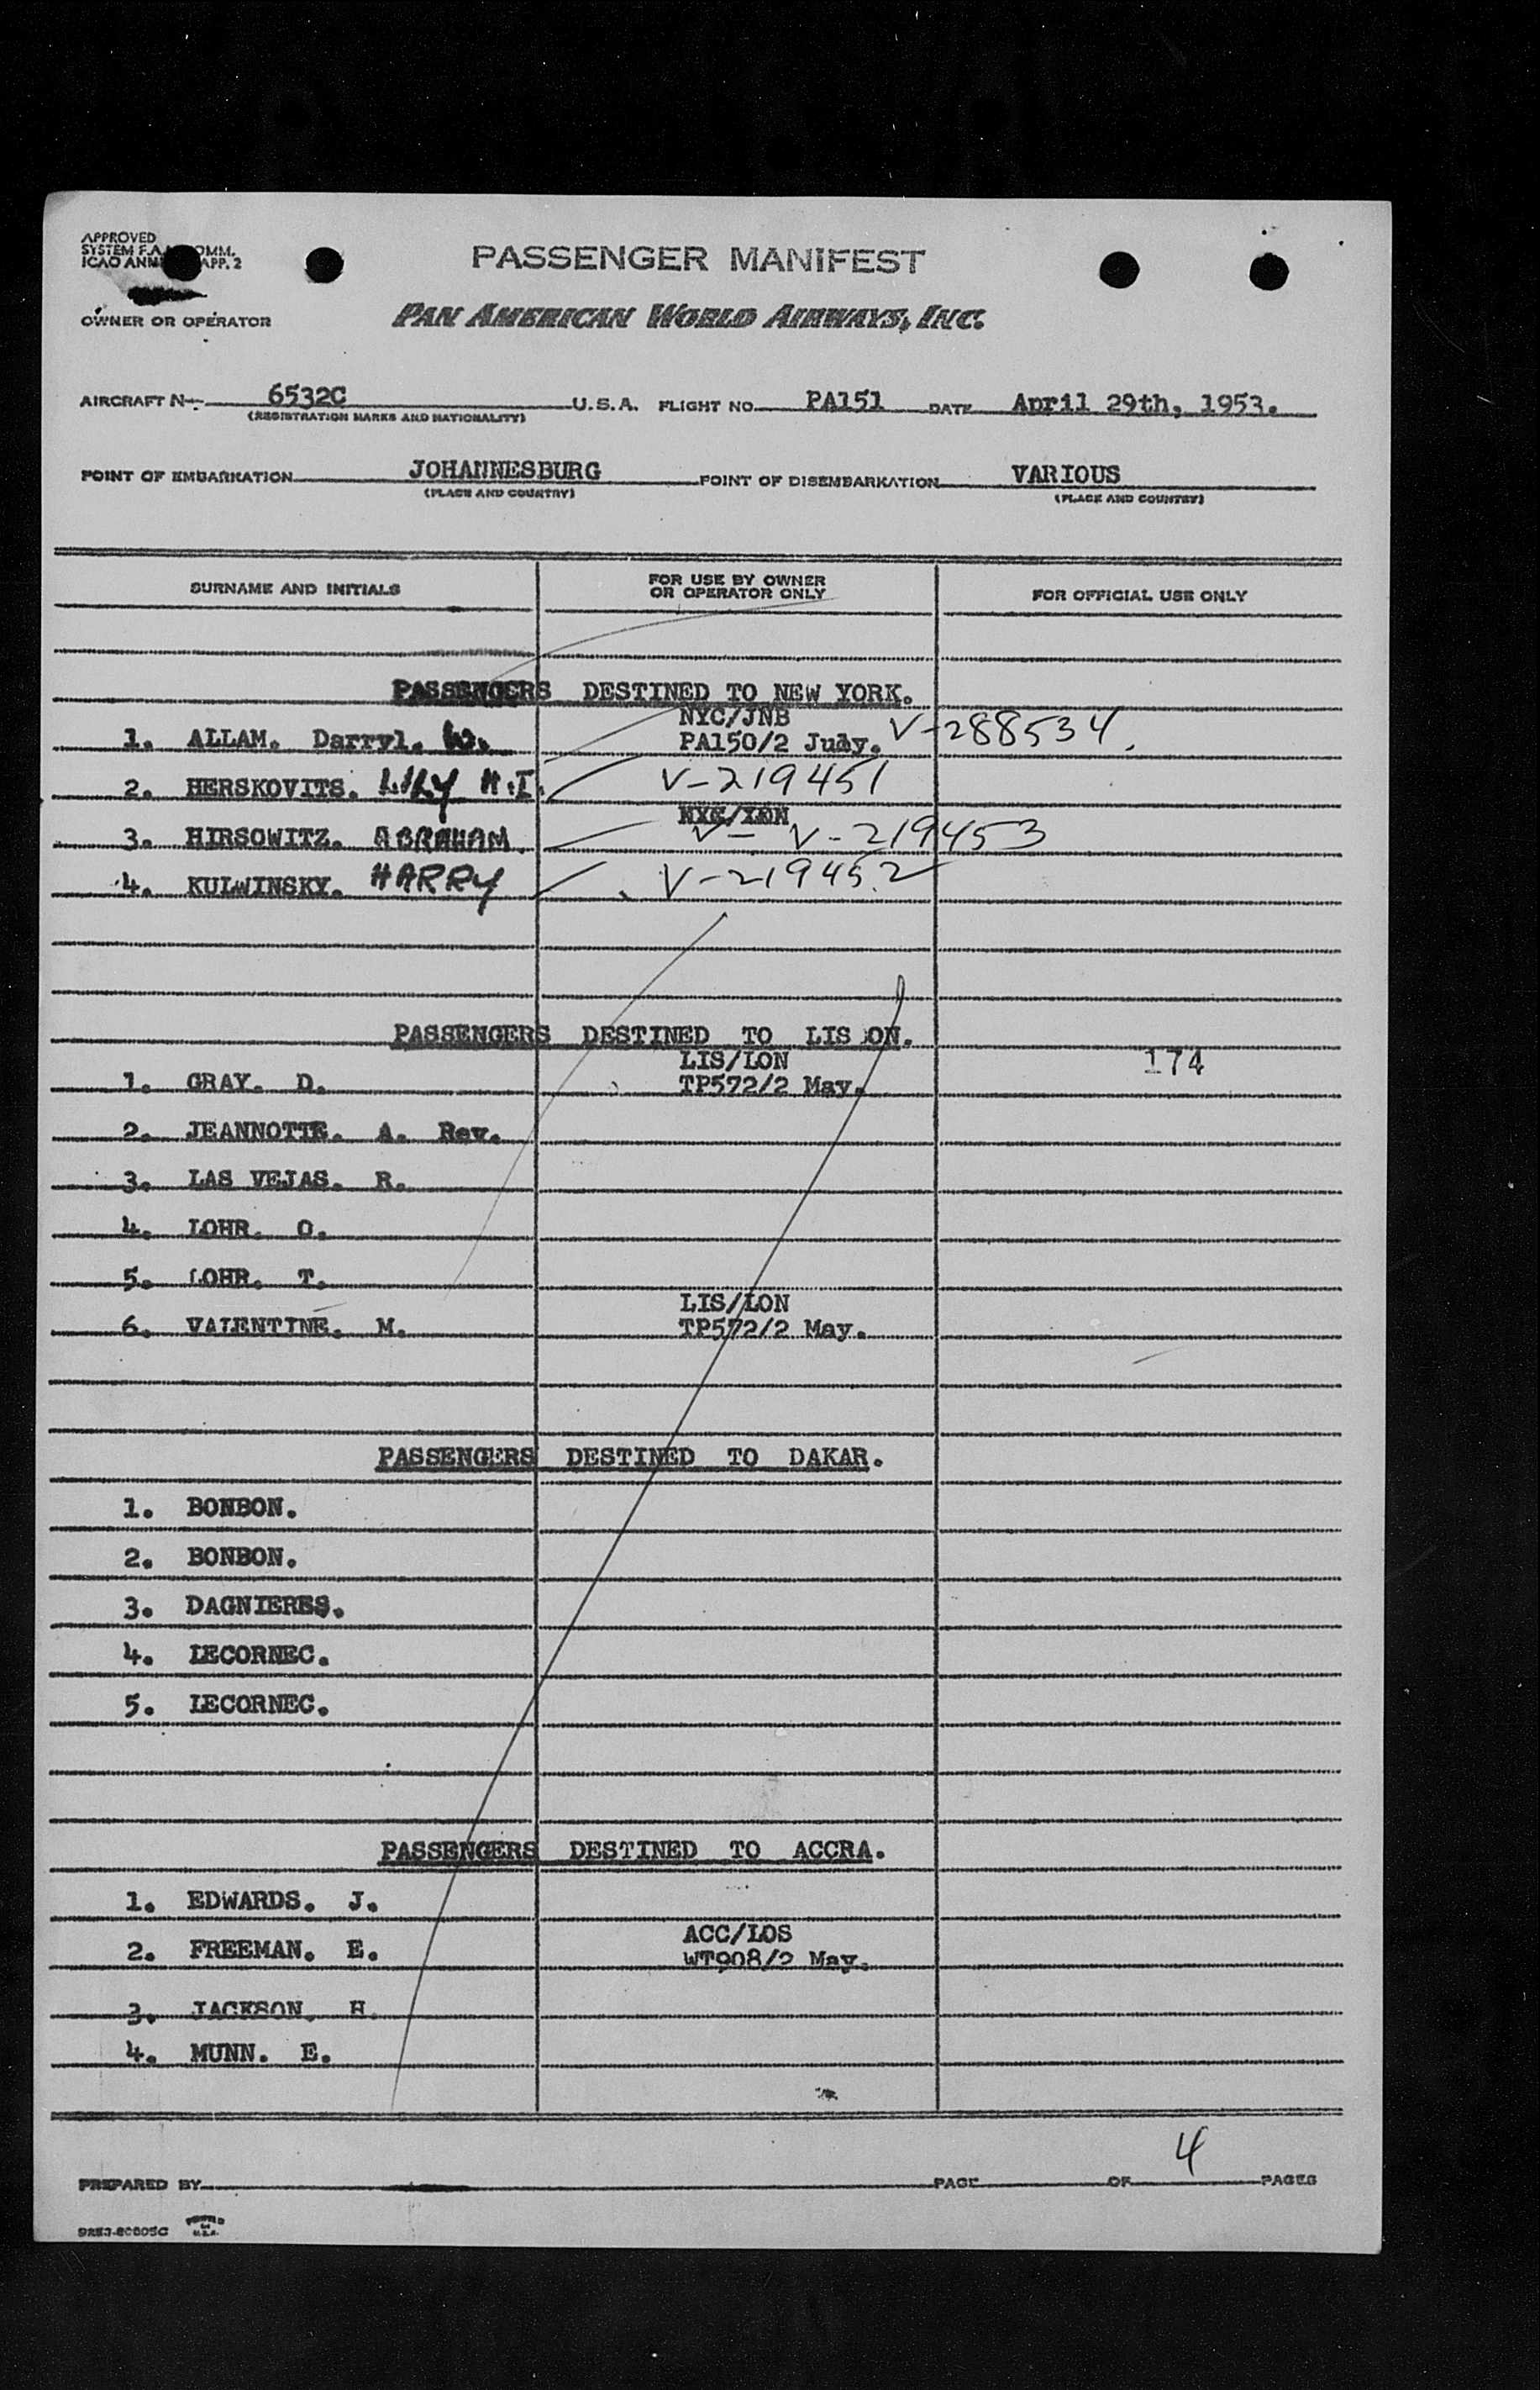 APPROVED
SYSTEM F.A. COMM.
ICAO ANN APP. 2
PASSENGER MANIFEST
OWNER OR OPERATOR PAN AMERICAN WORLD AIRWAYS, INC.
AIRCRAFT N 6532C U.S.A. FLIGHT NO. PA151 DATE April 29th, 1953.
(REGISTRATION MARKS AND NATIONALITY)
POINT OF EMBARKATION JOHANNESBURG POINT OF DISEMBARKATION VARIOUS
(PLACE AND COUNTRY) (PLACE AND COUNTRY)
SURNAME AND INITIALS FOR USE BY OWNER OR OPERATOR ONLY FOR OFFICIAL USE ONLY
PASSENGERS DESTINED TO NEW YORK.
NYC/JNB
1. ALLAM. Darryl. W. PA150/2 Judy. V-288534.
2. HERSKOVITS. LILY H.I. V-219451
3. HIRSOWITZ. ABRAHAM. V- V-219453
4. KULWINSKY. HARRY V-219452
PASSENGERS DESTINED TO LIS ON.
LIS/LON 174
1. GRAY. D. TP572/2 May.
2. JEANNOTTE. A. Rev.
3. LAS VEJAS. R.
4. LOHR. O.
5. LOHR. T.
LIS/LON
6. VALENTINE. M. TP572/2 May.
PASSENGERS DESTINED TO DAKAR.
1. BONBON.
2. BONBON.
3. DAGNIERES.
4. LECORNEC.
5. LECORNEC.
PASSENGERS DESTINED TO ACCRA.
1. EDWARDS. J.
ACC/LOS
2. FREEMAN. E. WT908/2 May.
3. JACKSON. H.
4. MUNN. E.
PREPARED BY PAGE OF 4 PAGES
PRINTED IN U.S.A.